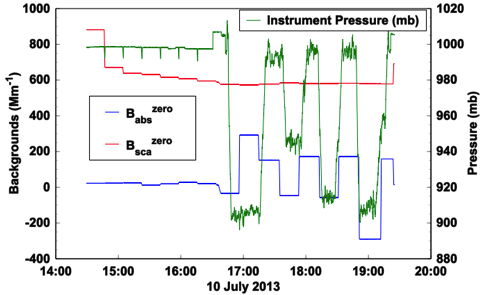 Instrument Pressure (mb)
B_abs^zero
B_sca^zero
Backgrounds (Mm^-1)
1000
800
600
400
200
0
-200
-400
Pressure (mb)
1020
1000
980
960
940
920
900
880
14:00 15:00 16:00 17:00 18:00 19:00 20:00
10 July 2013